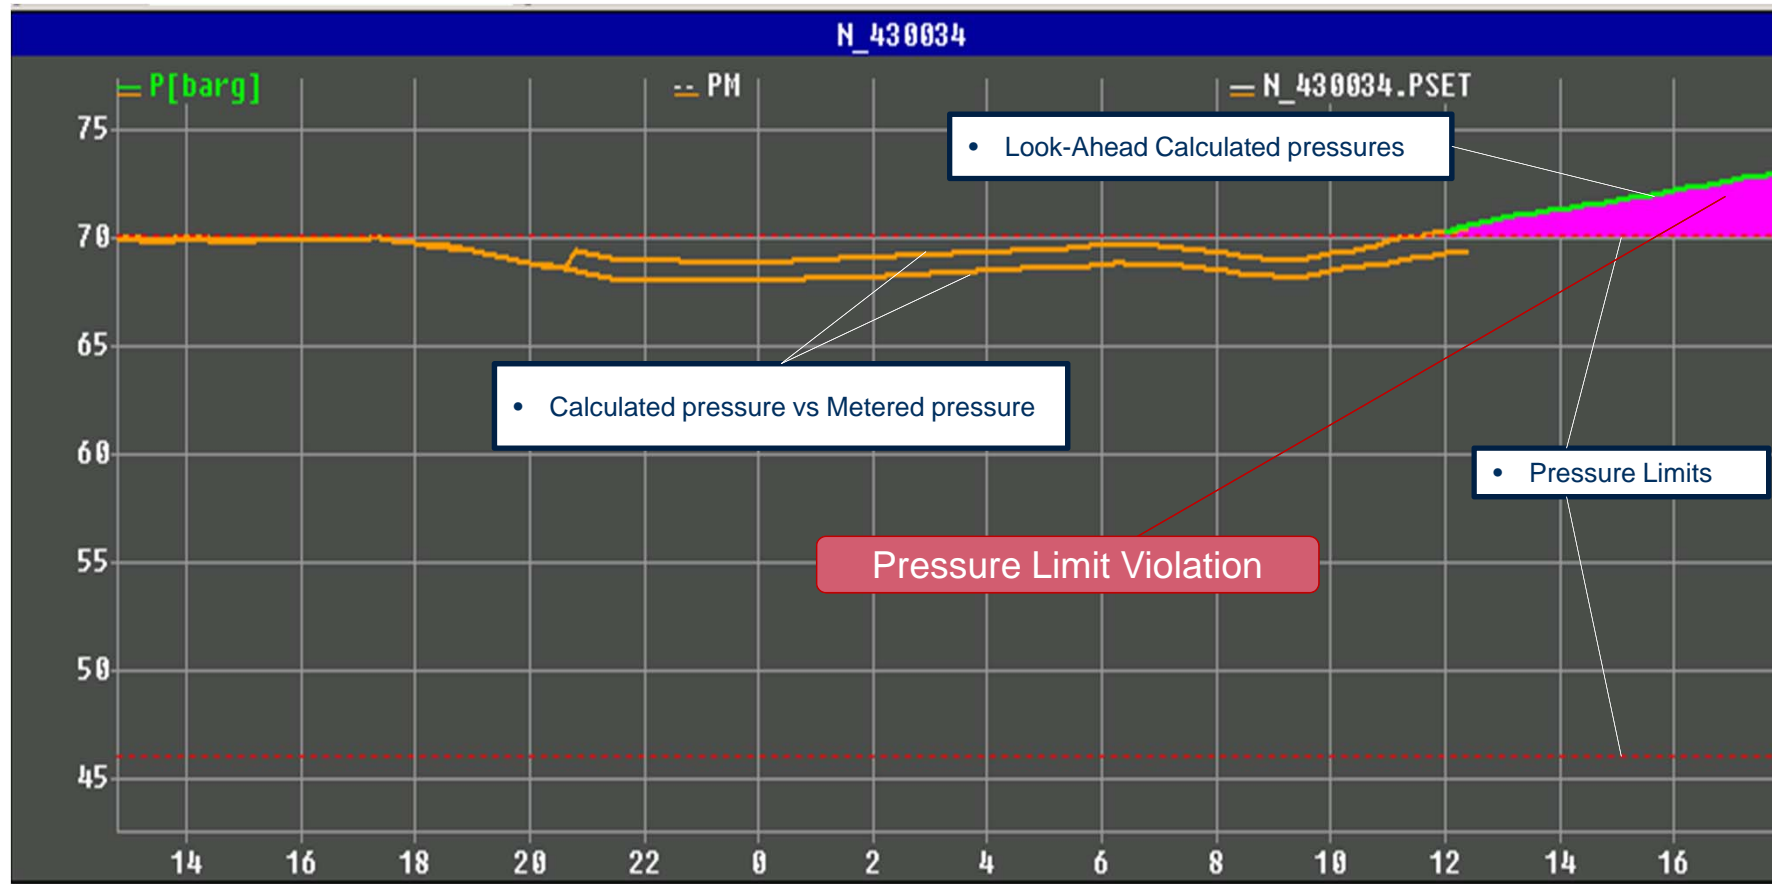 N_430034
P[barg] PM N_430034.PSET
75
• Look-Ahead Calculated pressures
70
65
• Calculated pressure vs Metered pressure
60
• Pressure Limits
55
Pressure Limit Violation
50
45
14 16 18 20 22 0 2 4 6 8 10 12 14 16